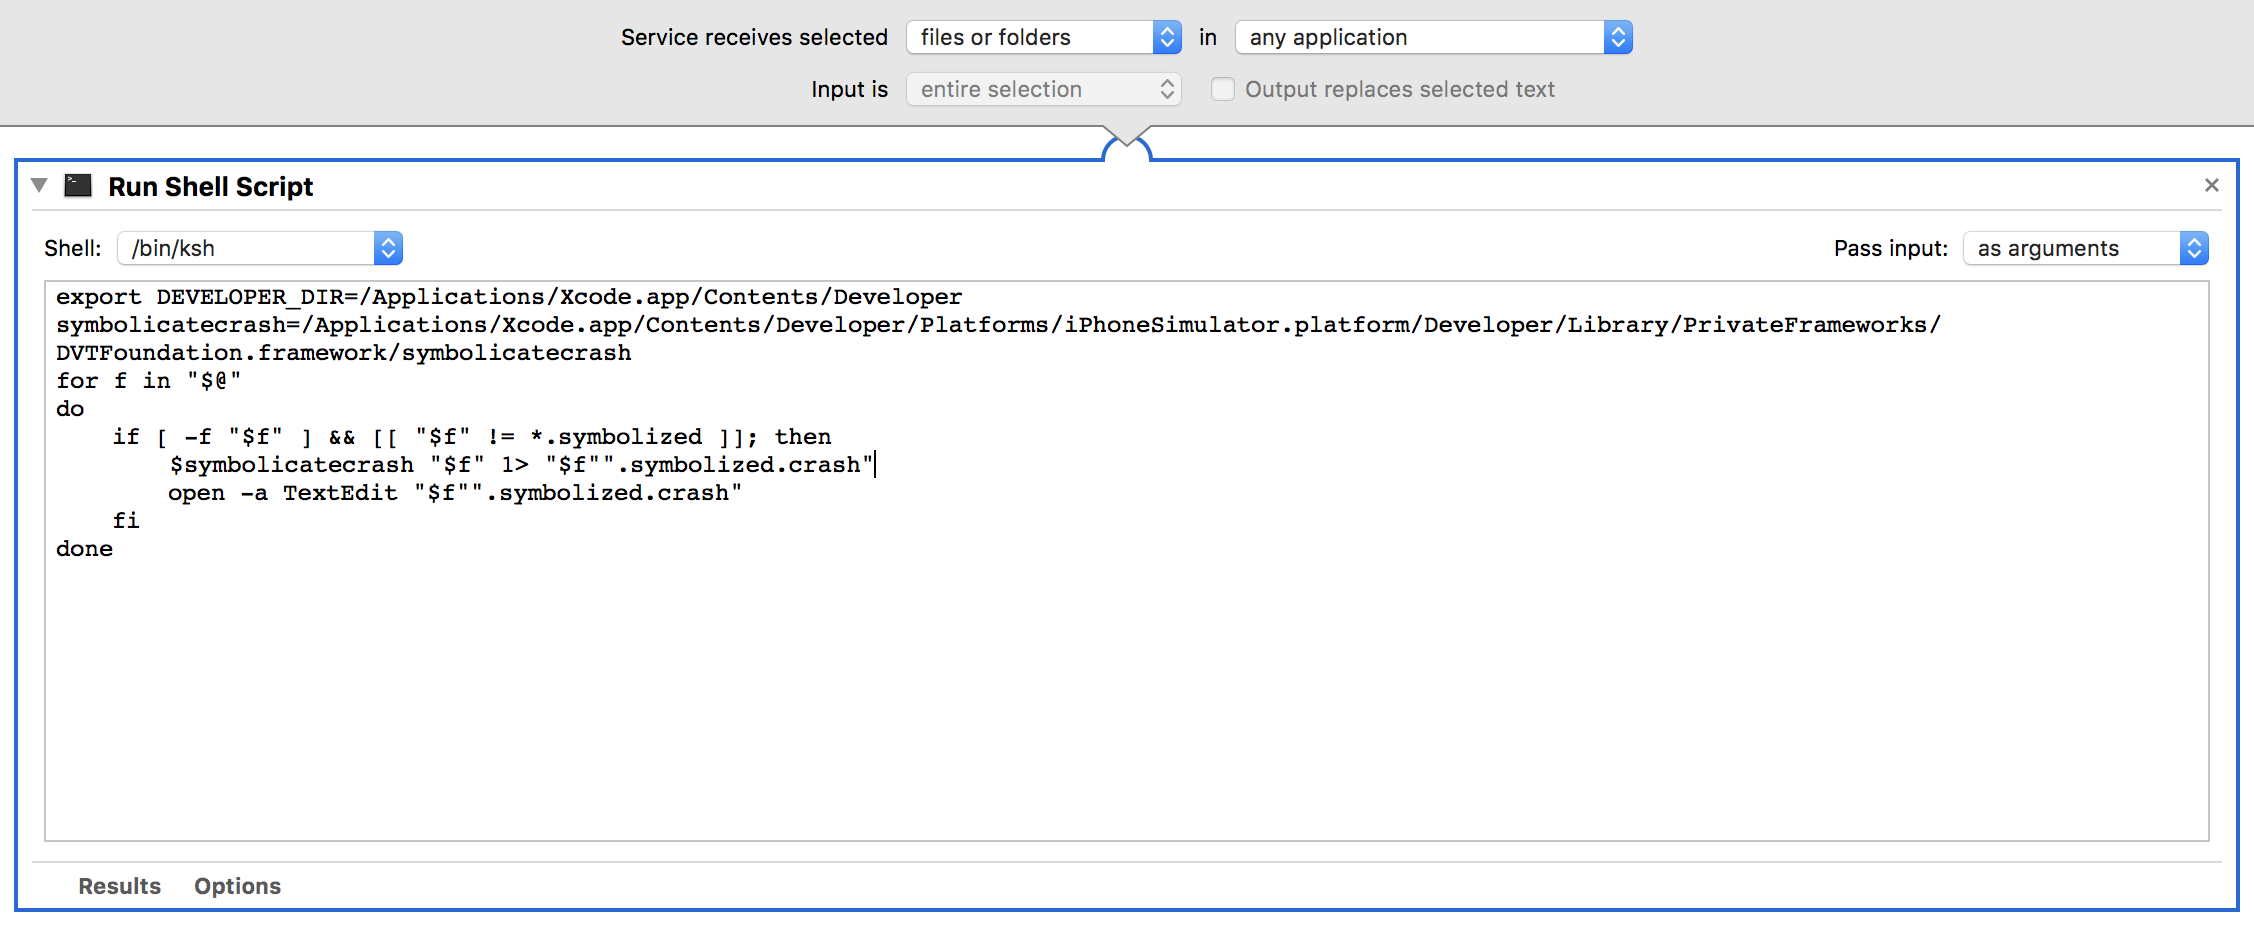 Service receives selected files or folders in any application
Input is entire selection Output replaces selected text
Run Shell Script
Shell: /bin/ksh Pass input: as arguments
export DEVELOPER_DIR=/Applications/Xcode.app/Contents/Developer
symbolicatecrash=/Applications/Xcode.app/Contents/Developer/Platforms/iPhoneSimulator.platform/Developer/Library/PrivateFrameworks/
DVTFoundation.framework/symbolicatecrash
for f in "$@"
do
    if [ -f "$f" ] && [[ "$f" != *.symbolized ]]; then
        $symbolicatecrash "$f" 1> "$f"".symbolized.crash"
        open -a TextEdit "$f"".symbolized.crash"
    fi
done
Results Options